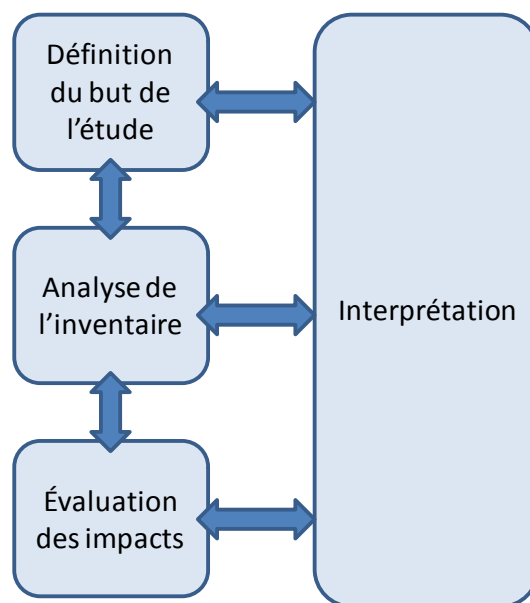 Définition
du but de
l'étude
Analyse de
l'inventaire
Interprétation
Évaluation
des impacts